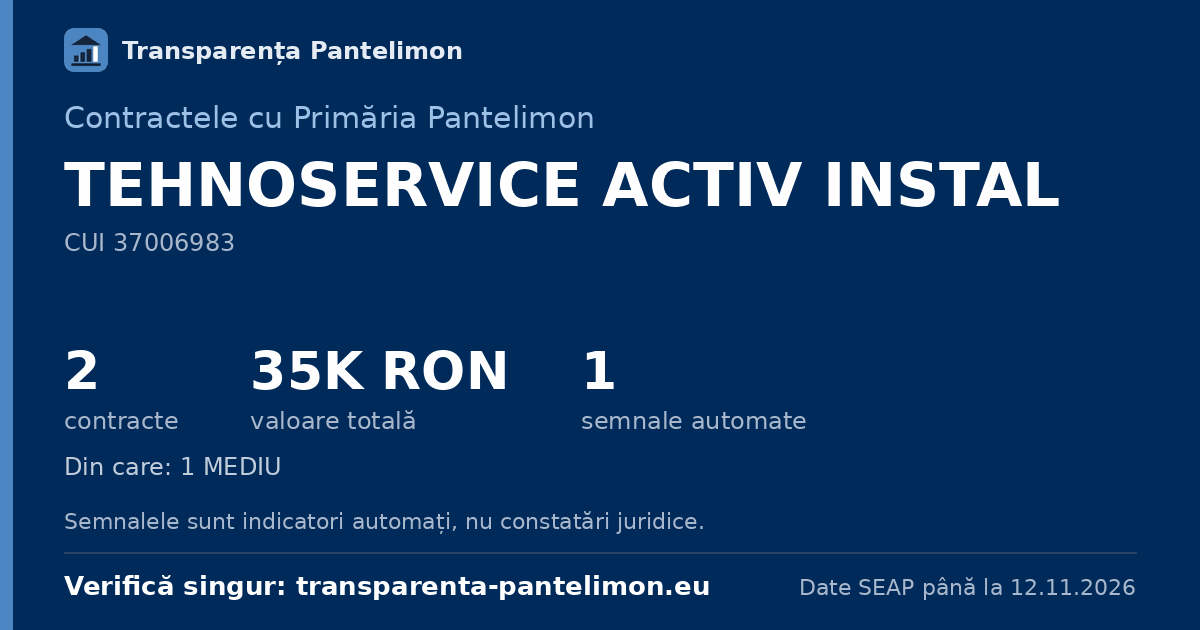 Transparența Pantelimon
Contractele cu Primăria Pantelimon
TEHNOSERVICE ACTIV INSTAL
CUI 37006983
2 35K RON 1
contracte valoare totală semnale automate
Din care: 1 MEDIU
Semnalele sunt indicatori automați, nu constatări juridice.
Verifică singur: transparenta-pantelimon.eu Date SEAP până la 12.11.2026